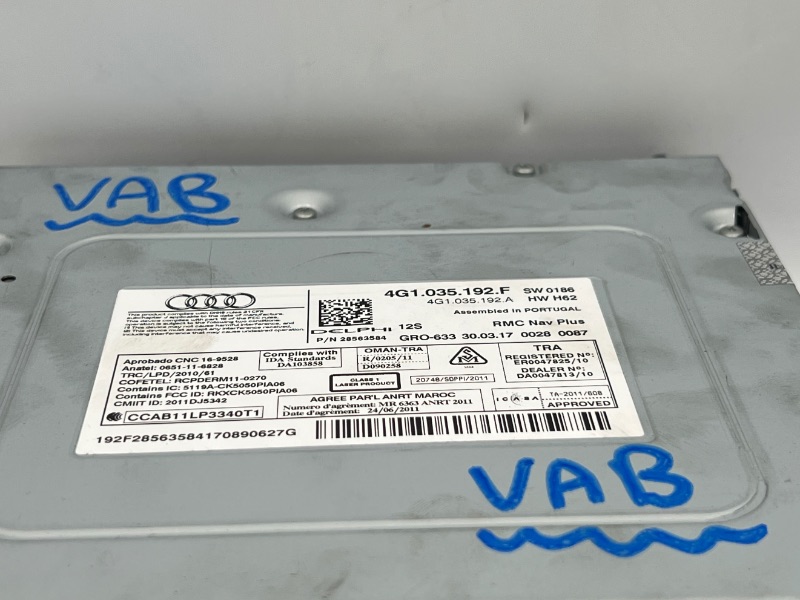 VAB
4G1.035.192.F SW 0186
4G1.035.192.A HW H62
Assembled in PORTUGAL
DELPHI 12S
RMC Nav Plus
P/N 28563584
GRO-633 30.03.17 0028 0087
Aprobado CNC 16-9528
Anatel: 0651-11-6828
TRC/LPD/2010/61
COFETEL: RCPDERM11-0270
Contains IC: 5119A-CK5050PIA06
Contains FCC ID: RKXCK5050PIA06
CMIIT ID: 2011DJ5342
CCAB11LP3340T1
Complies with
IDA Standards
DA103858
OMAN-TRA
R/0205/11
D090258
CLASS 1
LASER PRODUCT
20748/SDPPI/2011
TRA
REGISTERED No:
ER0047825/10
DEALER No:
DA0047813/10
AGREE PAR'L ANRT MAROC
Numero d'agrément: MR 6363 ANRT 2011
Date d'agrément: 24/06/2011
ICASA
TA-2011/808
192F28563584170890627G
VAB